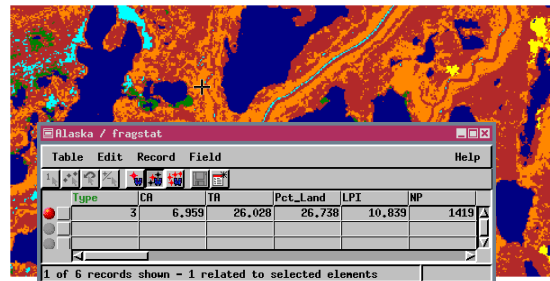 Alaska / fragstat
Table Edit Record Field Help
Type CA TA Pct_Land LPI NP
3 6,959 26,028 26,738 10,839 1419
1 of 6 records shown - 1 related to selected elements